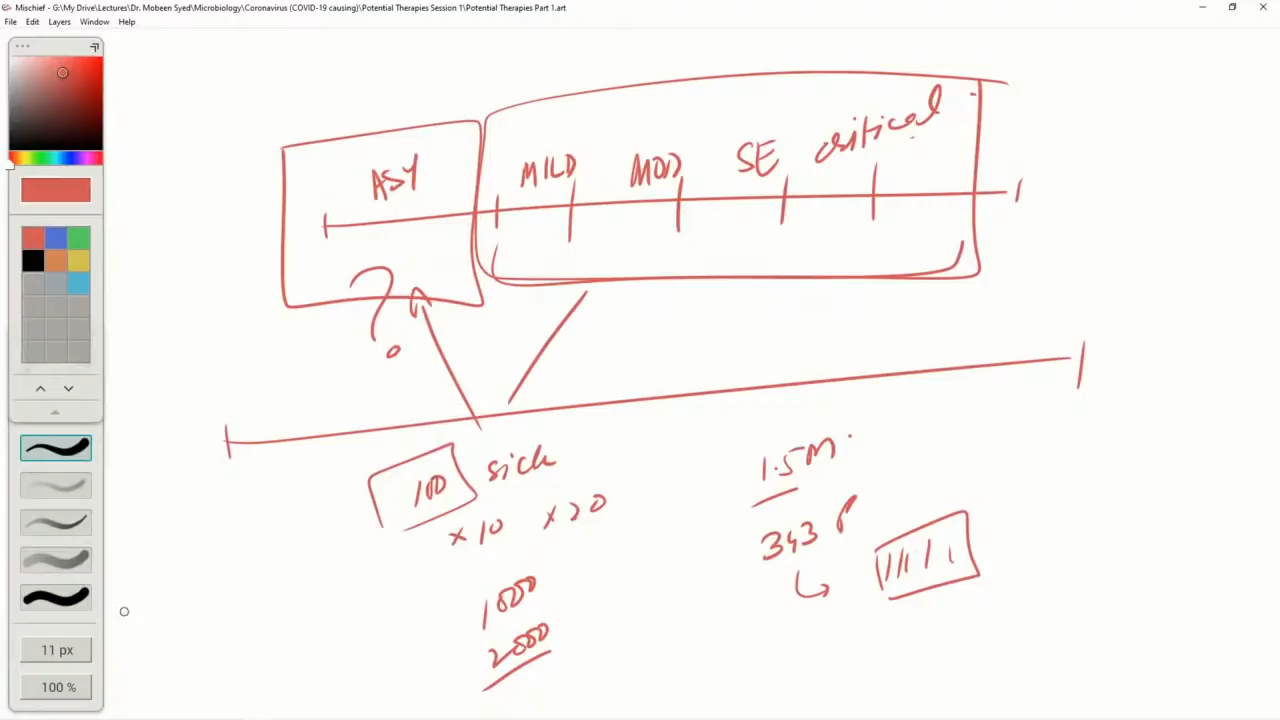 Mischief - G:\My Drive\Lectures\Dr. Mobeen Syed\Microbiology\Coronavirus (COVID-19 causing)\Potential Therapies Session 1\Potential Therapies Part 1.art
File Edit Layers Window Help
ASY MILD MOD SE critical
?
100 sick
x10 x20
1000
2000
1.5M
343 P
11 px
100 %